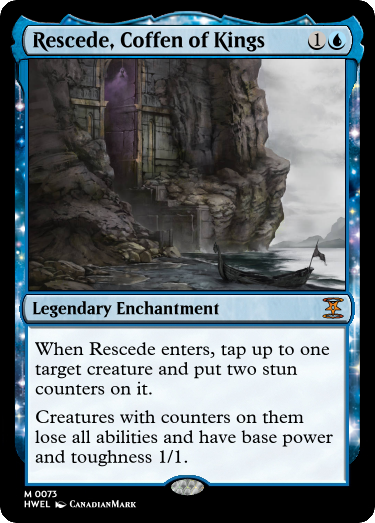 Rescede, Coffen of Kings 1
Legendary Enchantment
When Rescede enters, tap up to one
target creature and put two stun
counters on it.
Creatures with counters on them
lose all abilities and have base power
and toughness 1/1.
M 0073
HWEL CanadianMark